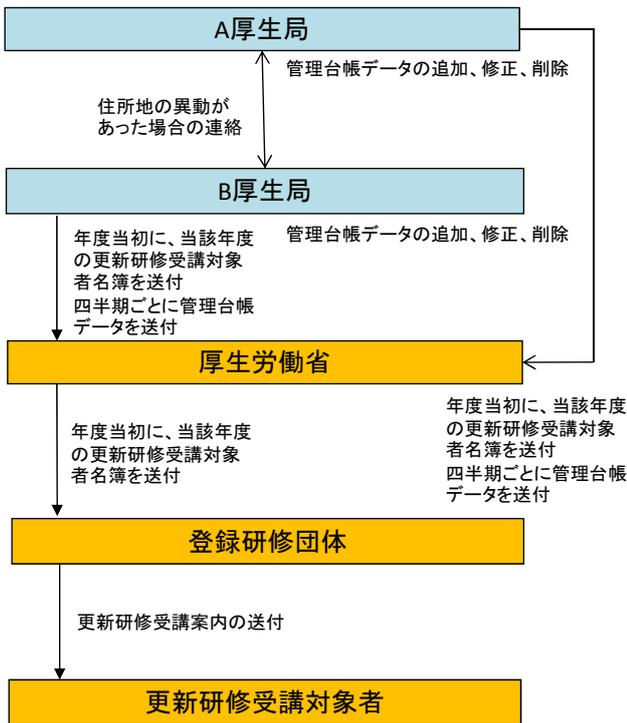 A厚生局
管理台帳データの追加、修正、削除
住所地の異動が
あった場合の連絡
B厚生局
管理台帳データの追加、修正、削除
年度当初に、当該年度
の更新研修受講対象
者名簿を送付
四半期ごとに管理台帳
データを送付
厚生労働省
年度当初に、当該年度
の更新研修受講対象
者名簿を送付
四半期ごとに管理台帳
データを送付
年度当初に、当該年度
の更新研修受講対象
者名簿を送付
登録研修団体
更新研修受講案内の送付
更新研修受講対象者